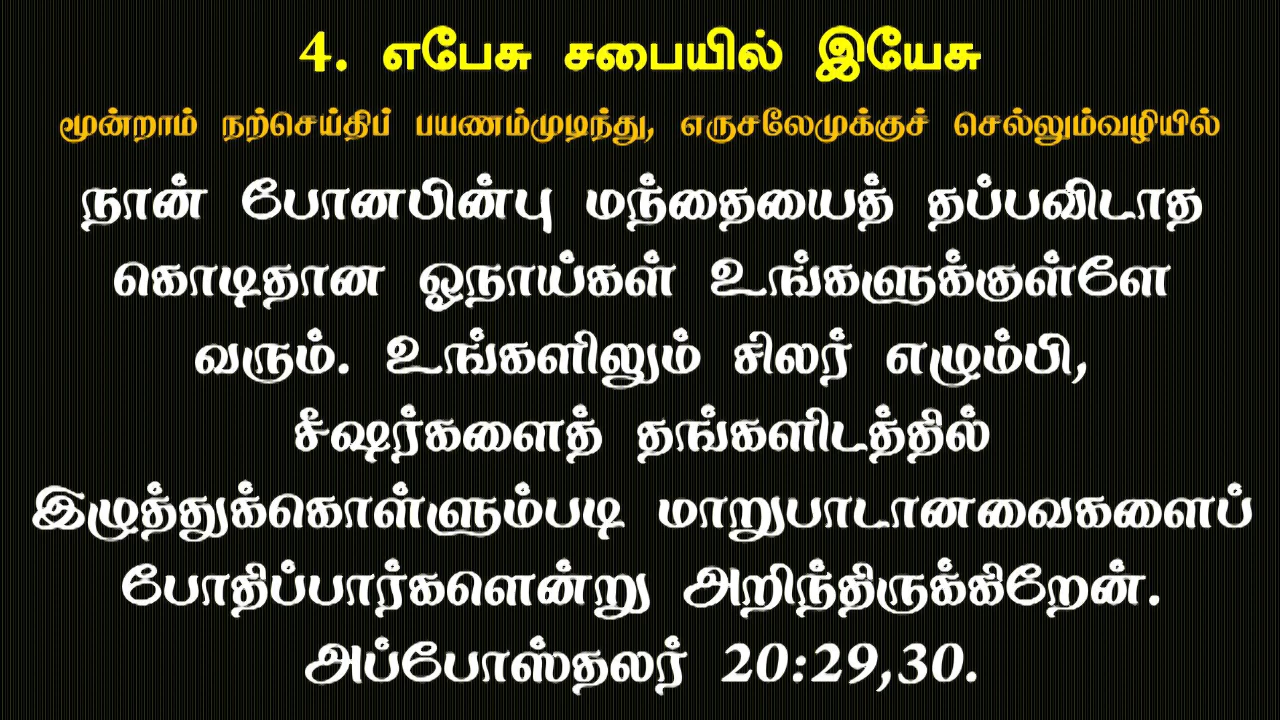 4. எபேசு சபையில் இயேசு
மூன்றாம் நற்செய்திப் பயணம்முடிந்து, எருசலேமுக்குச் செல்லும்வழியில்
நான் போனபின்பு மந்தையைத் தப்பவிடாத
கொடிதான ஓநாய்கள் உங்களுக்குள்ளே
வரும். உங்களிலும் சிலர் எழும்பி,
சீஷர்களைத் தங்களிடத்தில்
இழுத்துக்கொள்ளும்படி மாறுபாடானவைகளைப்
போதிப்பார்களென்று அறிந்திருக்கிறேன்.
அப்போஸ்தலர் 20:29,30.